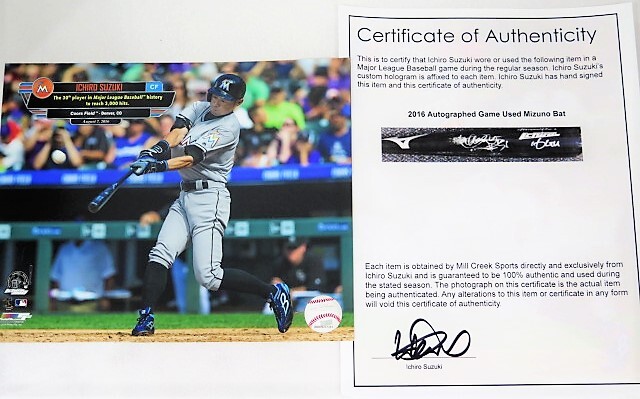 ICHIRO SUZUKI
CF
The 30th player in Major League Baseball history
to reach 3,000 hits.
Coors Field - Denver, CO
August 7, 2016
Certificate of Authenticity
This is to certify that Ichiro Suzuki wore or used the following item in a
Major League Baseball game during the regular season. Ichiro Suzuki's
custom hologram is affixed to each item. Ichiro Suzuki has hand signed
this item and this certificate of authenticity.
2016 Autographed Game Used Mizuno Bat
Each item is obtained by Mill Creek Sports directly and exclusively from
Ichiro Suzuki and is guaranteed to be 100% authentic and used during
the stated season. The photograph on this certificate is the actual item
being authenticated. Any alterations to this item or certificate in any form
will void this certificate of authenticity.
Ichiro Suzuki